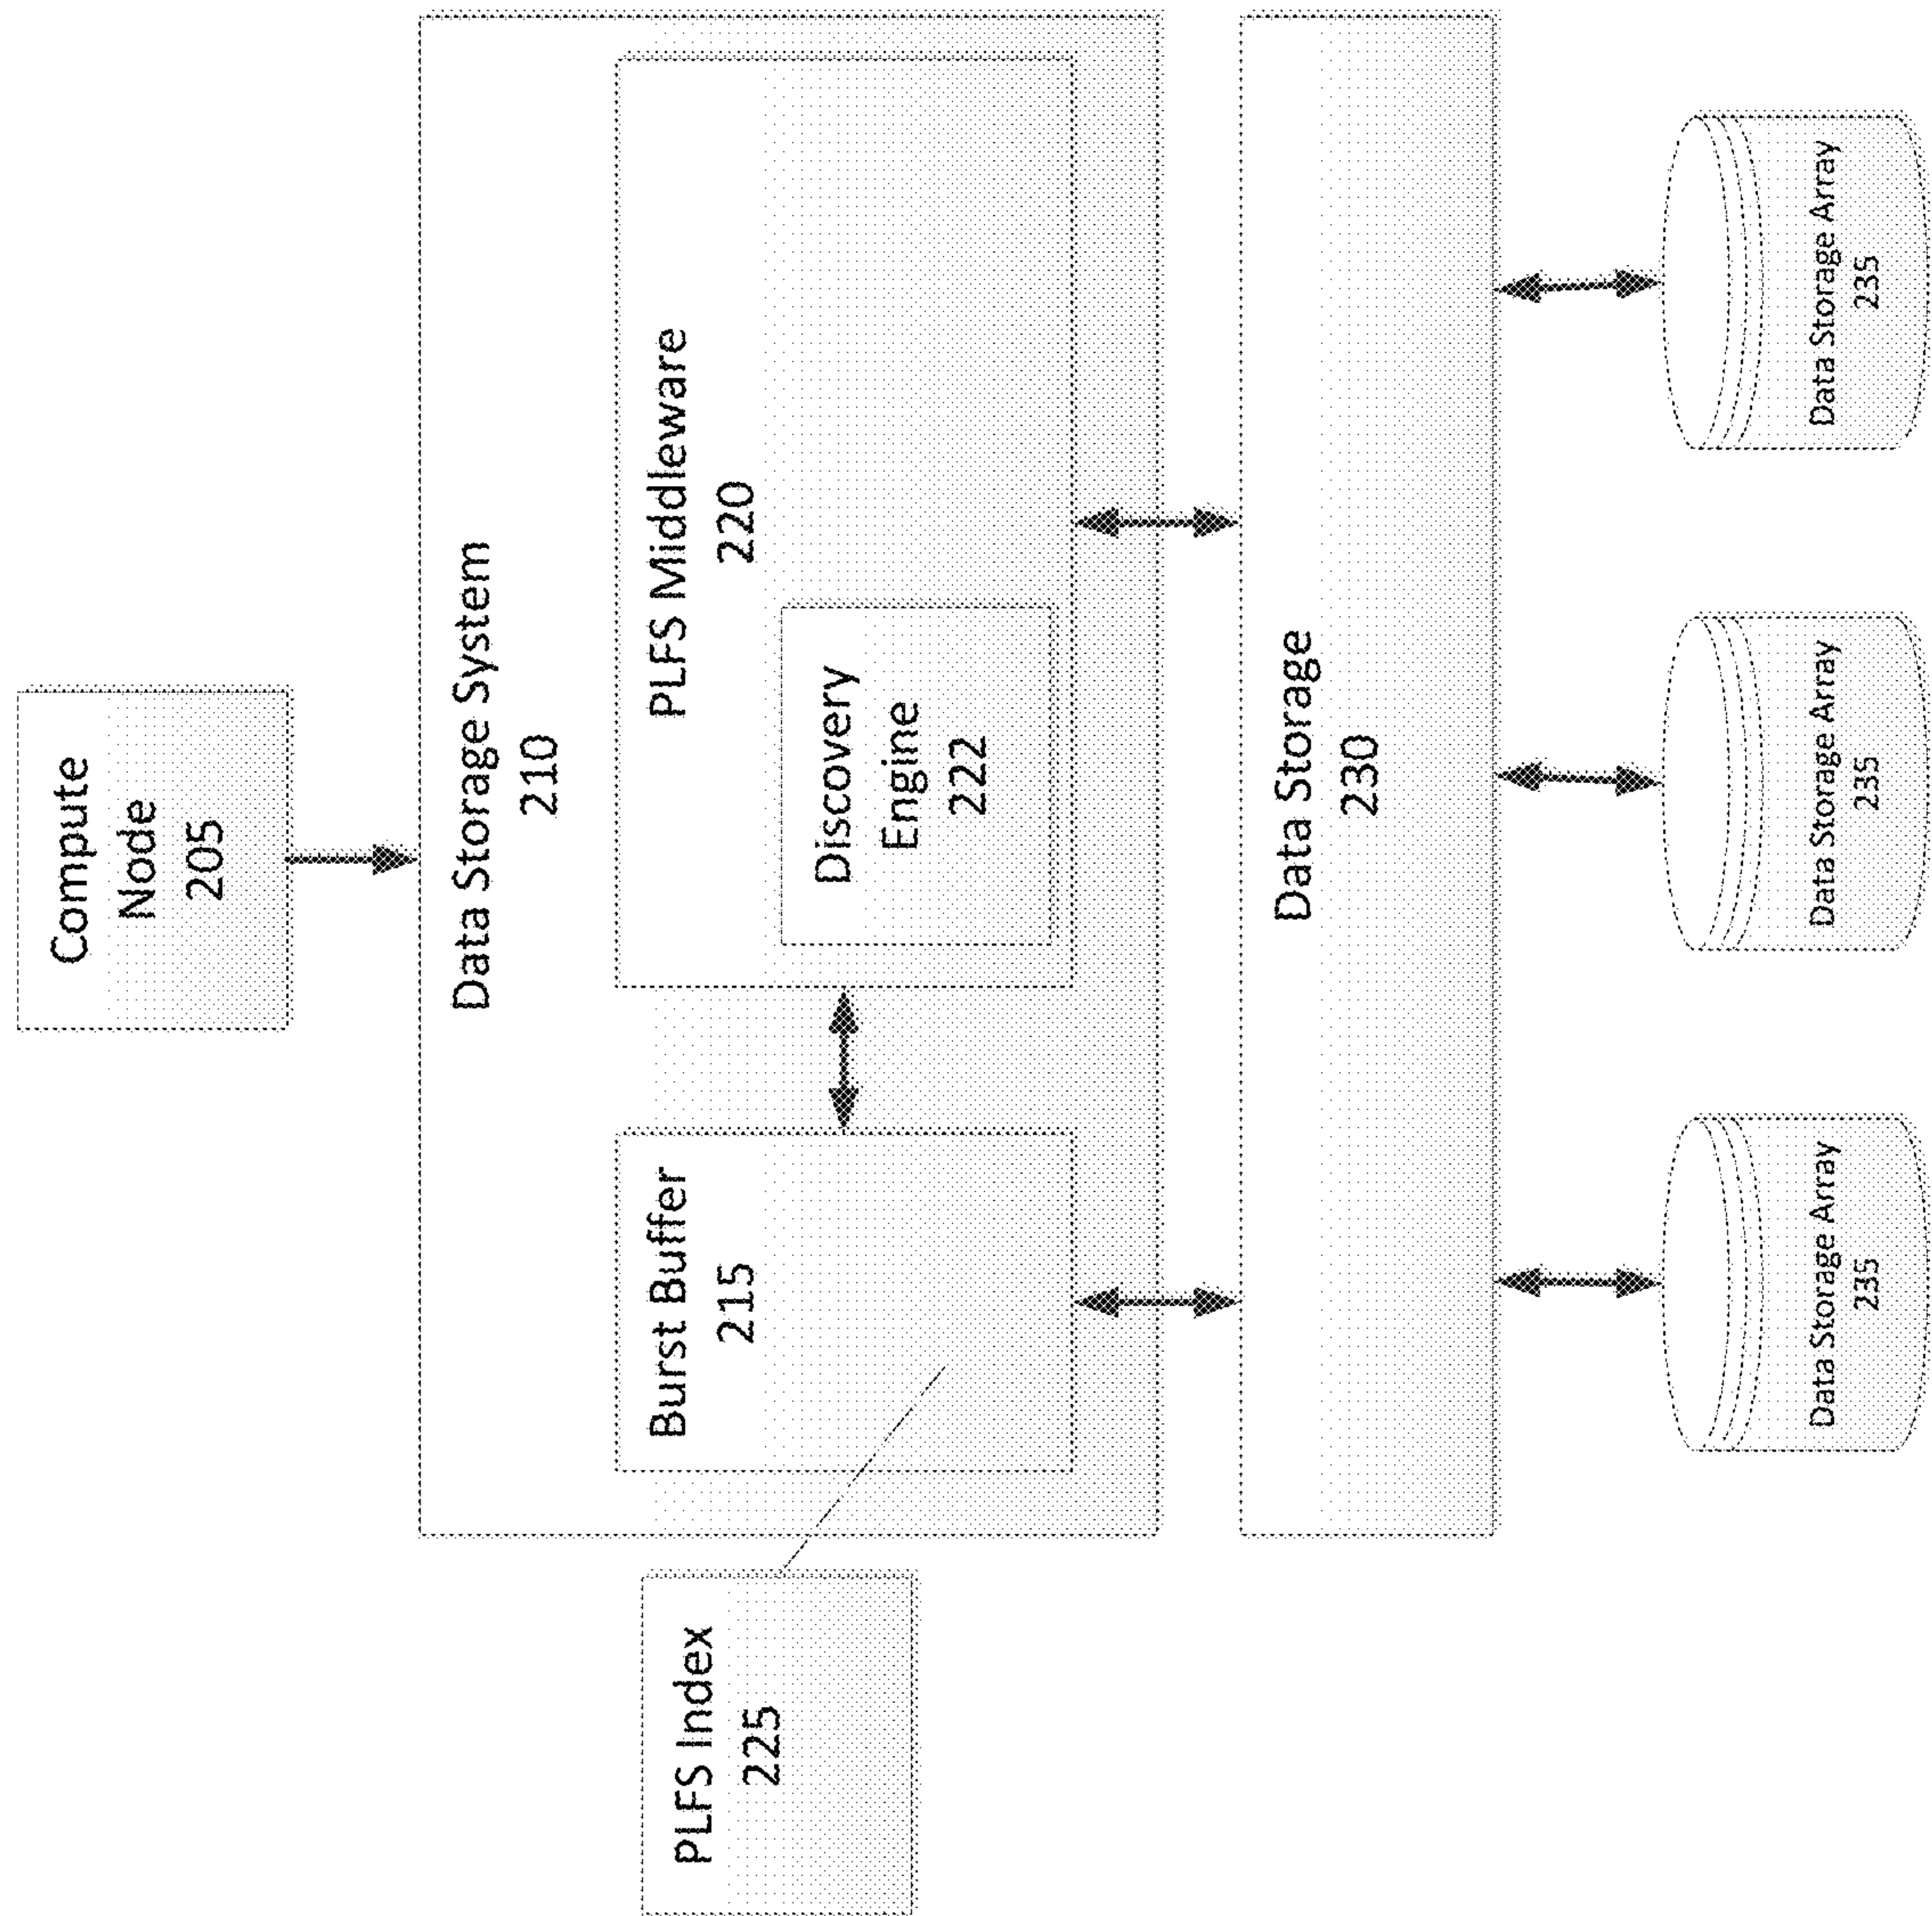 Compute
Node
205
Data Storage System
210
PLFS Index
225
Burst Buffer
215
PLFS Middleware
220
Discovery
Engine
222
Data Storage
230
Data Storage Array
235
Data Storage Array
235
Data Storage Array
235